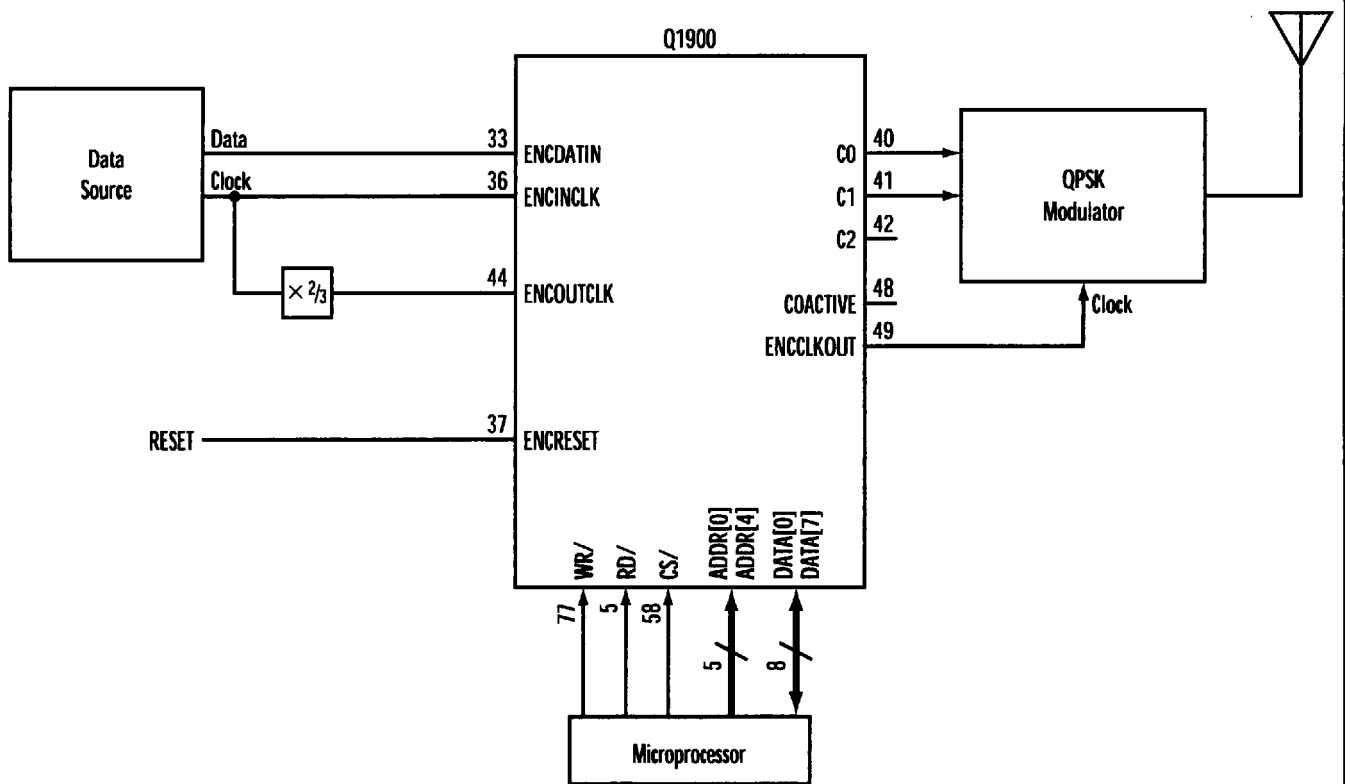 Q1900
Data
Source
Data
Clock
× 2/3
33
36
44
37
RESET
ENCDATIN
ENCINCLK
ENCOUTCLK
ENCRESET
C0
C1
C2
COACTIVE
ENCCLKOUT
40
41
42
48
49
QPSK
Modulator
Clock
WR/
RD/
CS/
ADDR[0]
ADDR[4]
DATA[0]
DATA[7]
77
5
58
5
8
Microprocessor